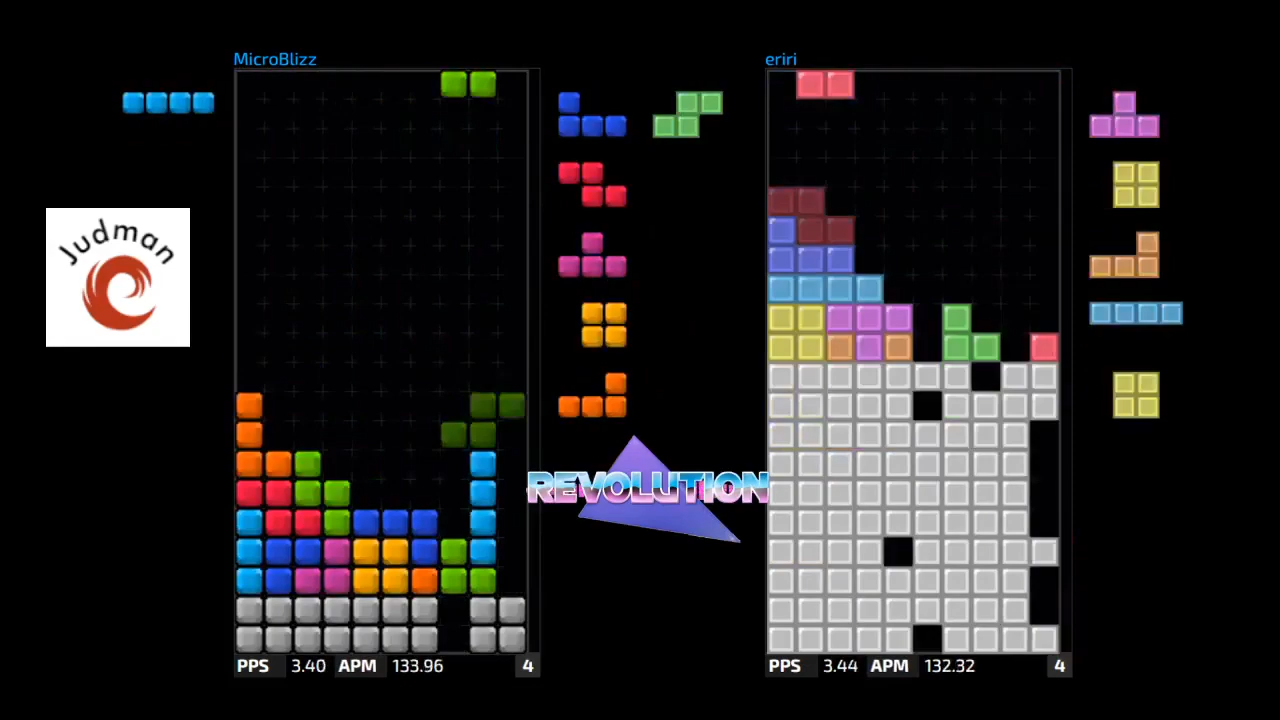 MicroBlizz
eriri
Judman
REVOLUTION
PPS 3.40 APM 133.96 4
PPS 3.44 APM 132.32 4